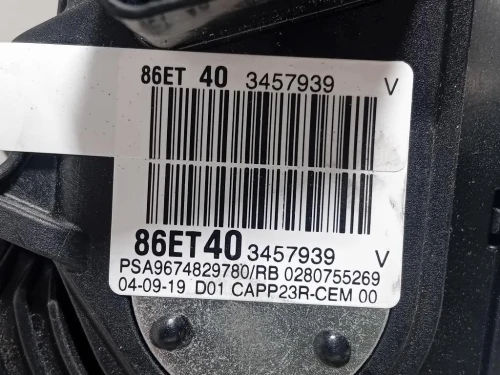 86ET 40 3457939 V
86ET40 3457939 V
PSA9674829780/RB 0280755269
04-09-19 D01 CAPP23R-CEM 00